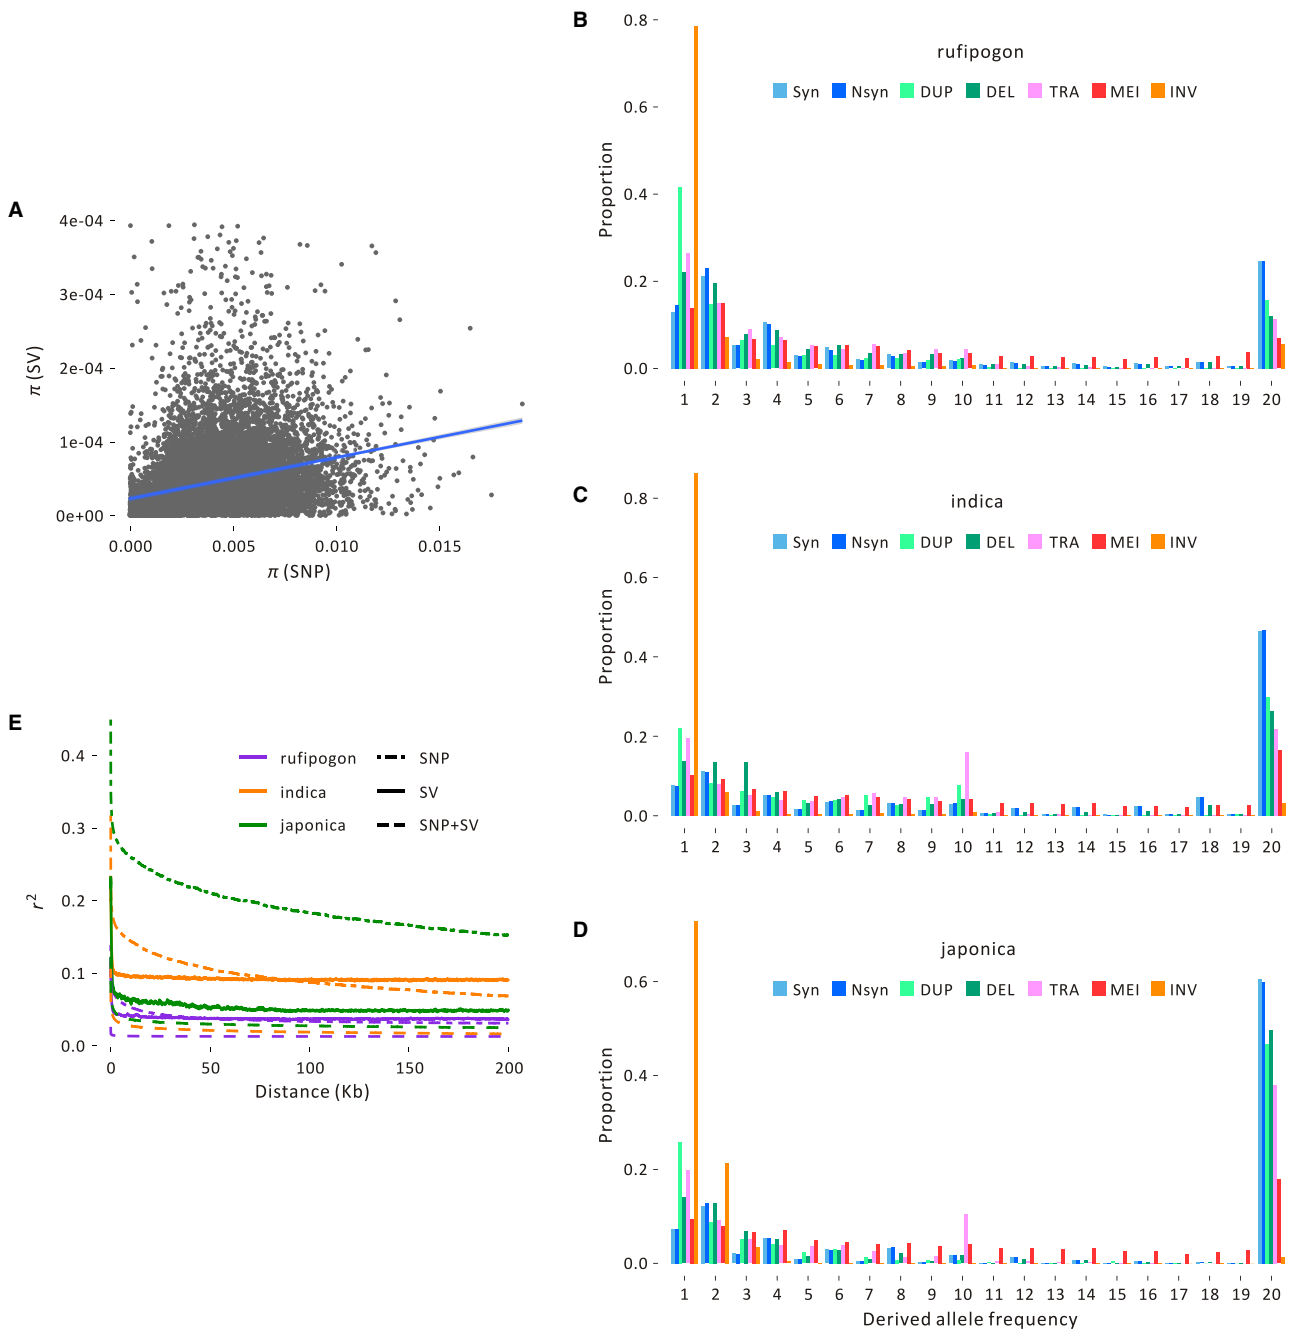 A
4e-04
3e-04
2e-04
1e-04
0e+00
π (SV)
0.000 0.005 0.010 0.015
π (SNP)
B
rufipogon
Syn Nsyn DUP DEL TRA MEI INV
0.8
0.6
0.4
0.2
0.0
Proportion
1 2 3 4 5 6 7 8 9 10 11 12 13 14 15 16 17 18 19 20
C
indica
Syn Nsyn DUP DEL TRA MEI INV
0.8
0.6
0.4
0.2
0.0
Proportion
1 2 3 4 5 6 7 8 9 10 11 12 13 14 15 16 17 18 19 20
D
japonica
Syn Nsyn DUP DEL TRA MEI INV
0.6
0.4
0.2
0.0
Proportion
1 2 3 4 5 6 7 8 9 10 11 12 13 14 15 16 17 18 19 20
Derived allele frequency
E
rufipogon SNP
indica SV
japonica SNP+SV
0.4
0.3
0.2
0.1
0.0
r²
0 50 100 150 200
Distance (Kb)